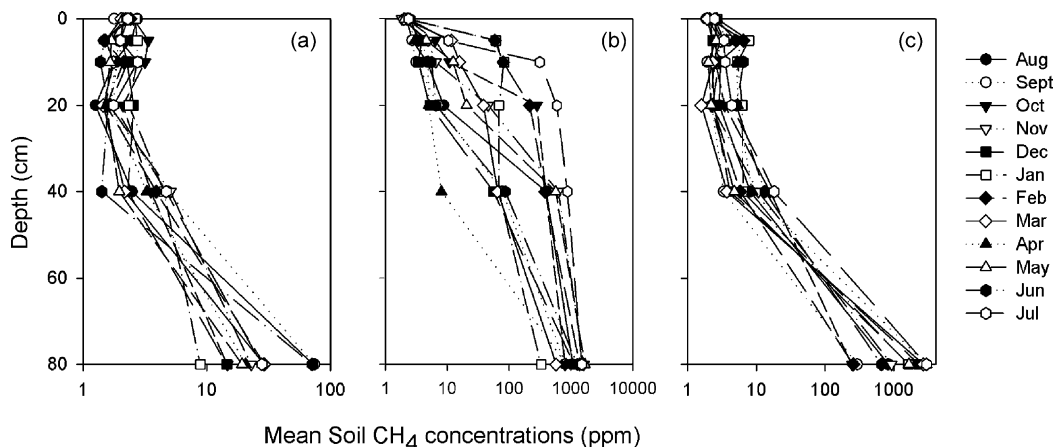 (a)
(b)
(c)
Depth (cm)
0
20
40
60
80
1
10
100
1
10
100
1000
10000
1
10
100
1000
Mean Soil CH4 concentrations (ppm)
Aug
Sept
Oct
Nov
Dec
Jan
Feb
Mar
Apr
May
Jun
Jul